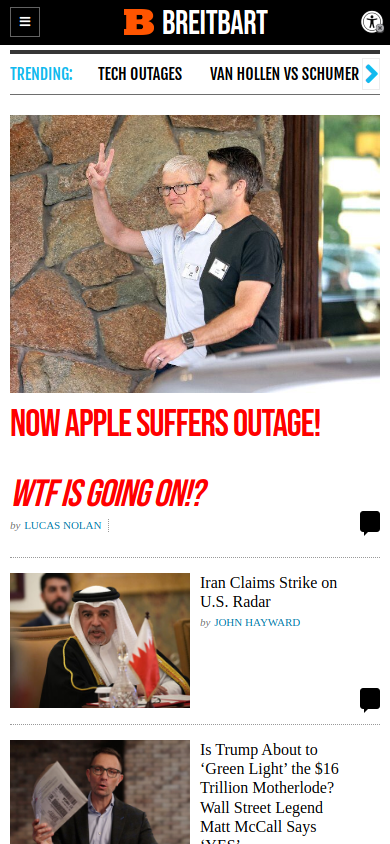 B BREITBART
TRENDING: TECH OUTAGES VAN HOLLEN VS SCHUMER
NOW APPLE SUFFERS OUTAGE!
WTF IS GOING ON!?
by LUCAS NOLAN
Iran Claims Strike on
U.S. Radar
by JOHN HAYWARD
Is Trump About to
‘Green Light’ the $16
Trillion Motherlode?
Wall Street Legend
Matt McCall Says
‘YES’